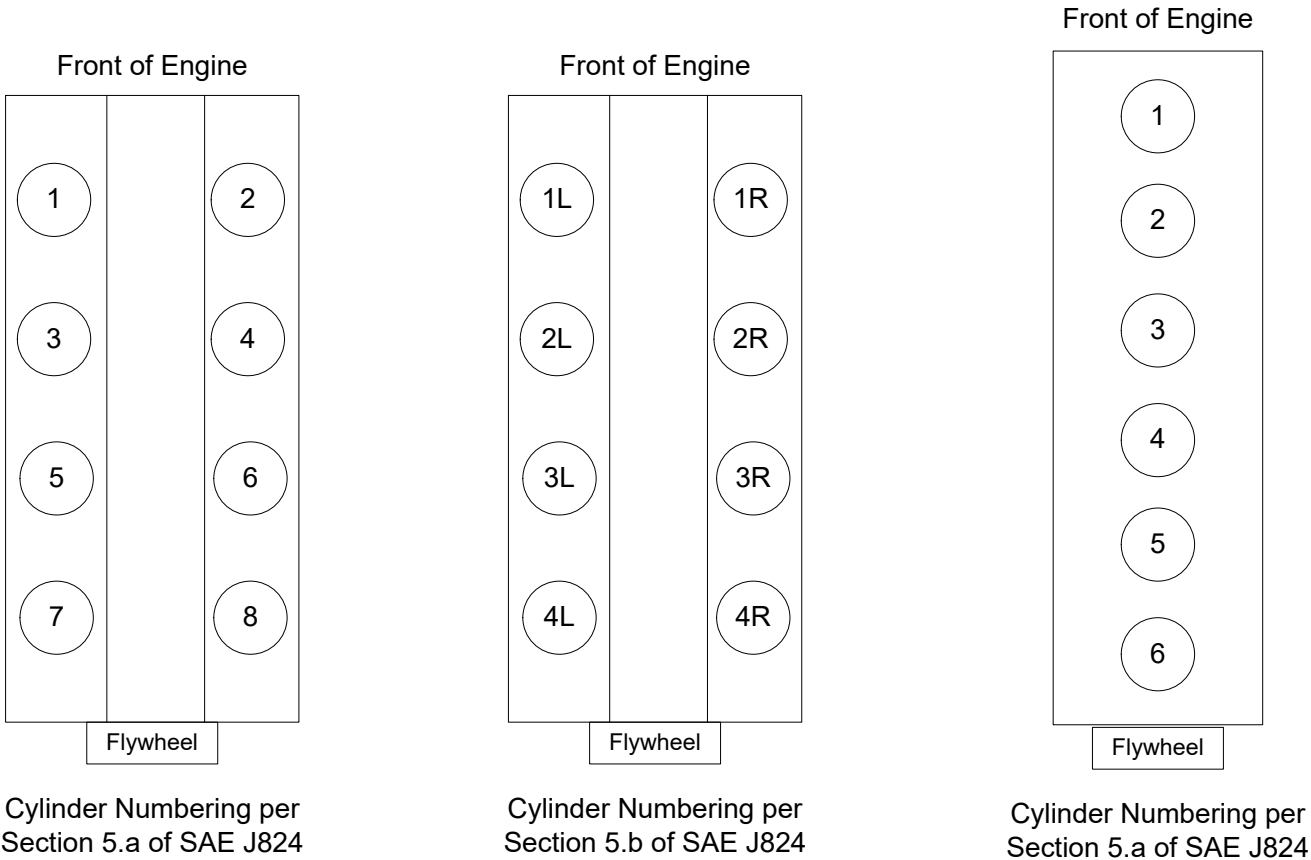 Front of Engine
1
2
3
4
5
6
7
8
Flywheel
Cylinder Numbering per
Section 5.a of SAE J824
Front of Engine
1L
1R
2L
2R
3L
3R
4L
4R
Flywheel
Cylinder Numbering per
Section 5.b of SAE J824
Front of Engine
1
2
3
4
5
6
Flywheel
Cylinder Numbering per
Section 5.a of SAE J824